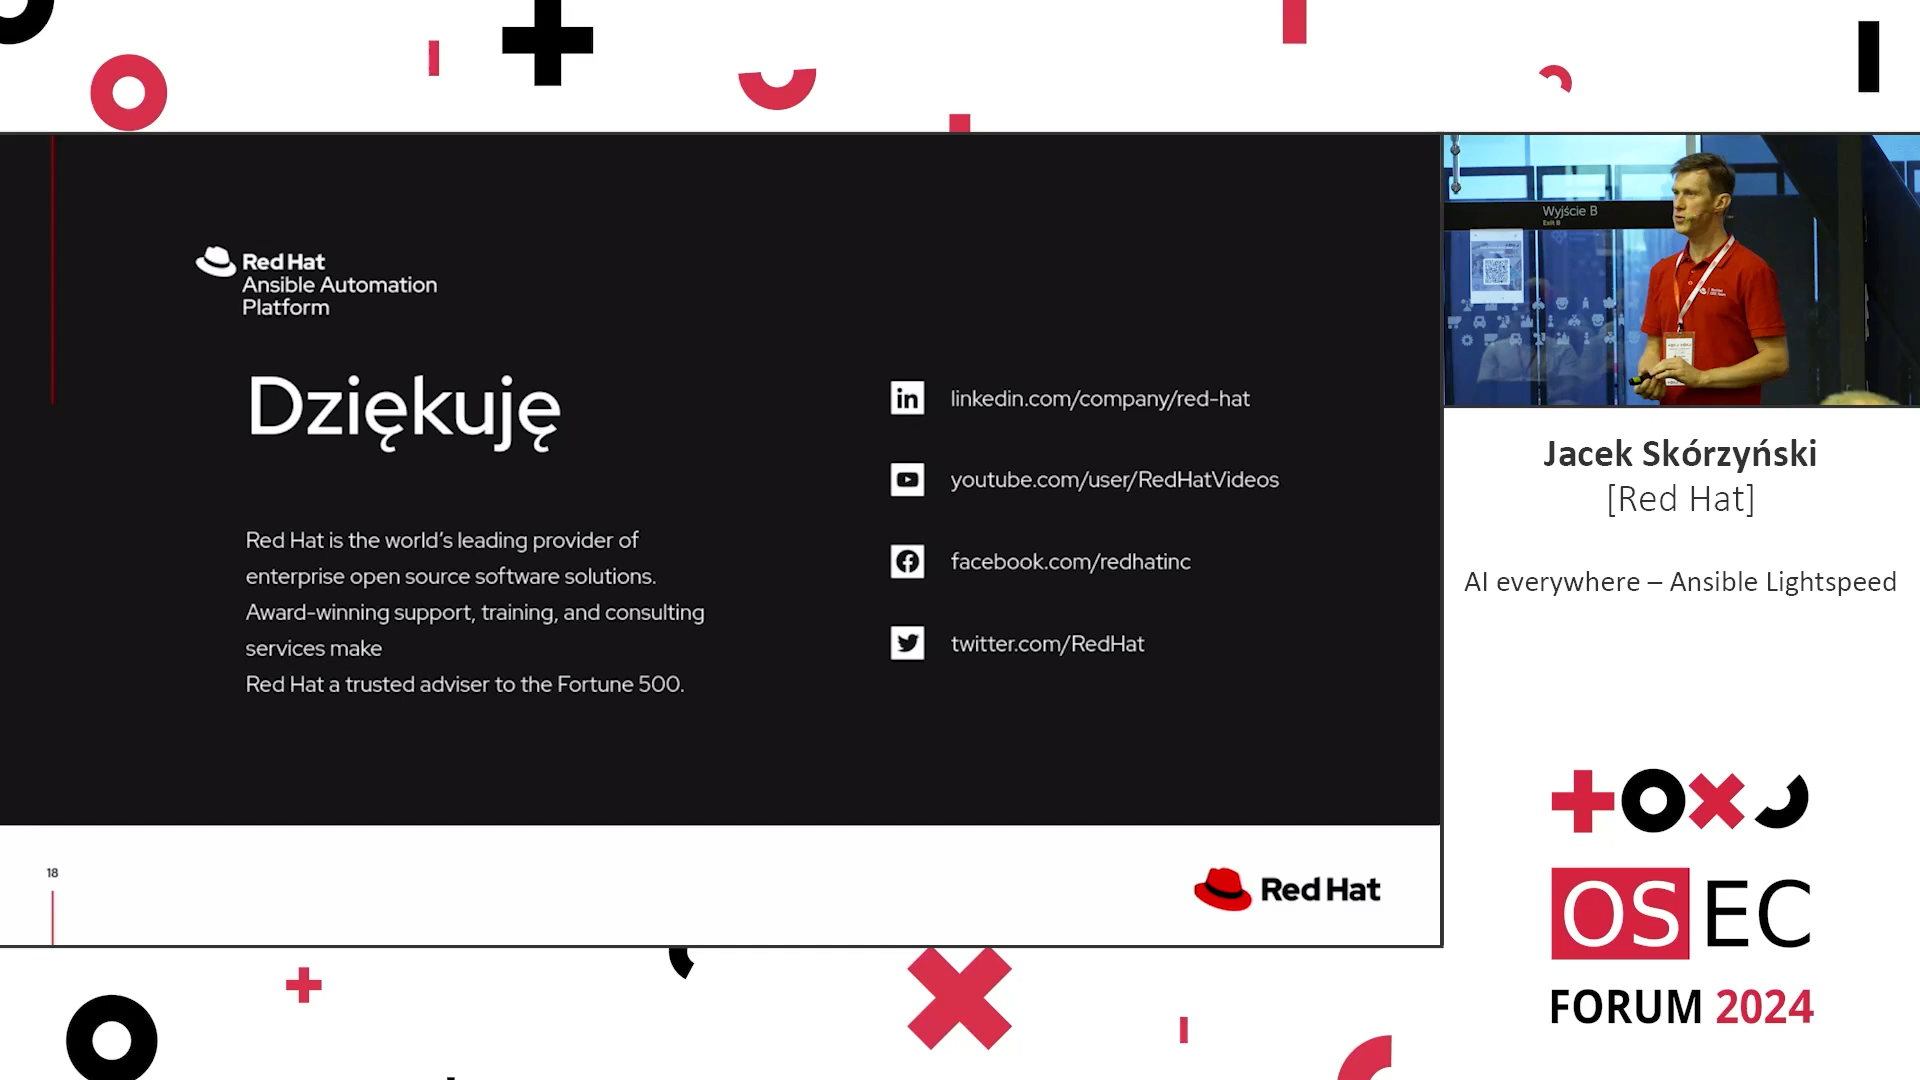 Red Hat
Ansible Automation
Platform
Dziękuję
Red Hat is the world’s leading provider of
enterprise open source software solutions.
Award-winning support, training, and consulting
services make
Red Hat a trusted adviser to the Fortune 500.
linkedin.com/company/red-hat
youtube.com/user/RedHatVideos
facebook.com/redhatinc
twitter.com/RedHat
18
Red Hat
Wyjście B
Exit B
Jacek Skórzyński
[Red Hat]
AI everywhere – Ansible Lightspeed
OSEC
FORUM 2024